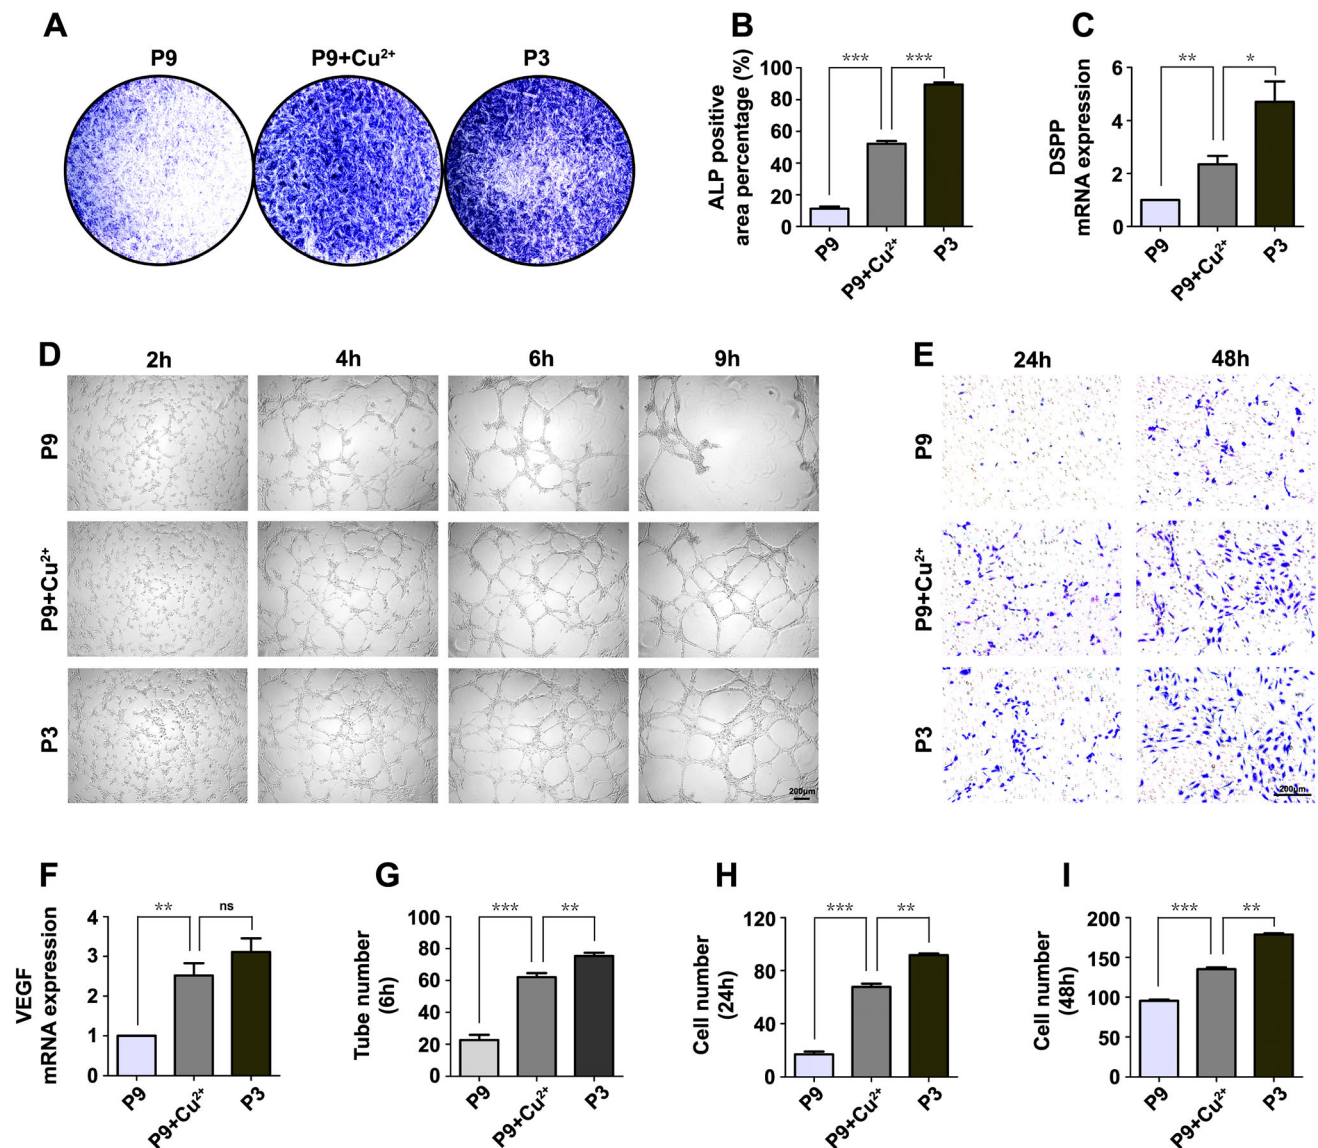 A
P9
P9+Cu²⁺
P3
B
ALP positive
area percentage (%)
100
80
60
40
20
0
***
***
P9
P9+Cu²⁺
P3
C
DSPP
mRNA expression
6
4
2
0
**
*
P9
P9+Cu²⁺
P3
D
2h
4h
6h
9h
P9
P9+Cu²⁺
P3
200μm
E
24h
48h
P9
P9+Cu²⁺
P3
200μm
F
VEGF
mRNA expression
4
3
2
1
0
**
ns
P9
P9+Cu²⁺
P3
G
Tube number
(6h)
100
80
60
40
20
0
***
**
P9
P9+Cu²⁺
P3
H
Cell number
(24h)
120
80
40
0
***
**
P9
P9+Cu²⁺
P3
I
Cell number
(48h)
200
150
100
50
0
***
**
P9
P9+Cu²⁺
P3